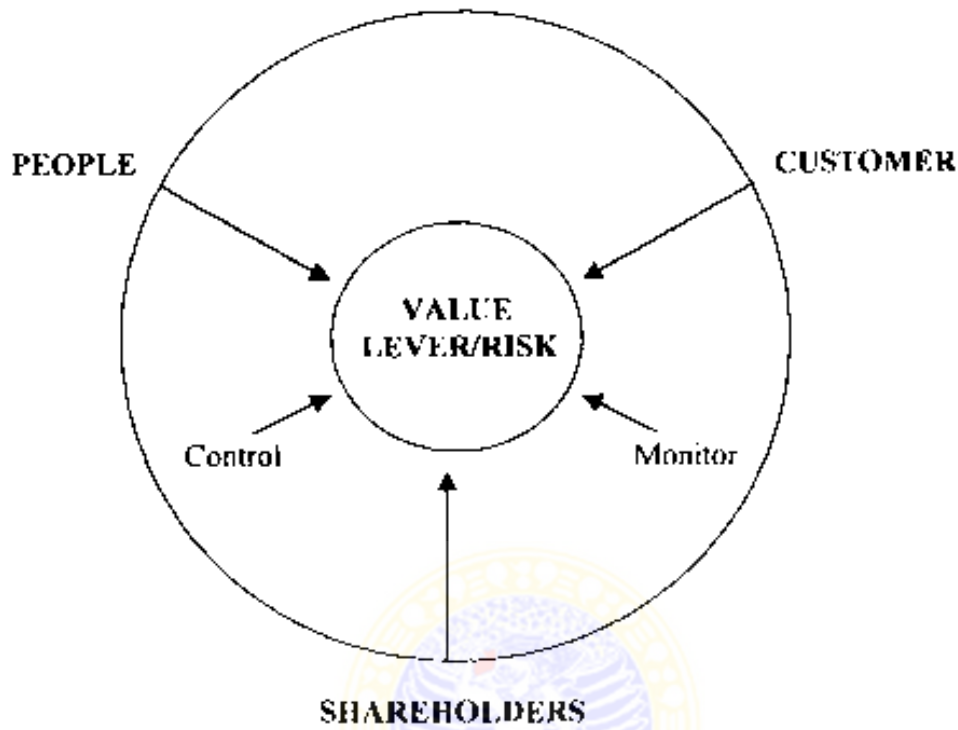 PEOPLE
CUSTOMER
VALUE
LEVER/RISK
Control
Monitor
SHAREHOLDERS